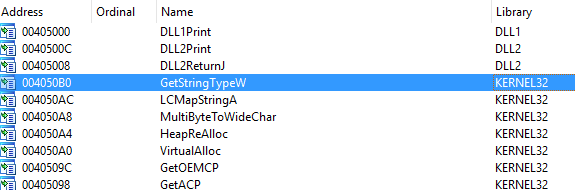 Address Ordinal Name Library
00405000 DLL1Print DLL1
0040500C DLL2Print DLL2
00405008 DLL2ReturnJ DLL2
004050B0 GetStringTypeW KERNEL32
004050AC LCMapStringA KERNEL32
004050A8 MultiByteToWideChar KERNEL32
004050A4 HeapReAlloc KERNEL32
004050A0 VirtualAlloc KERNEL32
0040509C GetOEMCP KERNEL32
00405098 GetACP KERNEL32